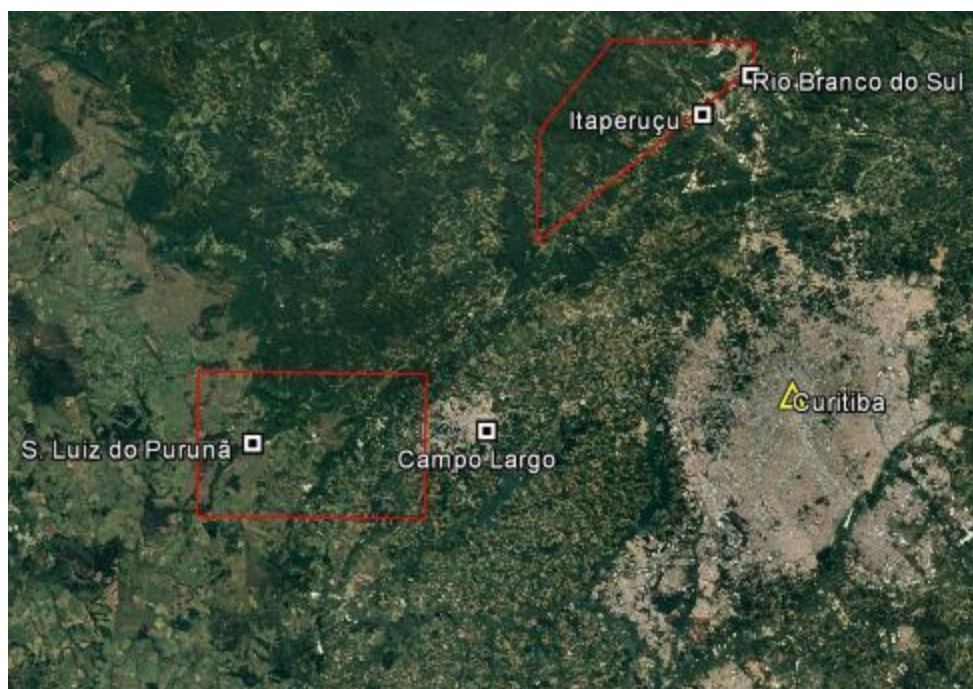 Rio Branco do Sul
Itaperuçu
Curitiba
S. Luiz do Purunã
Campo Largo